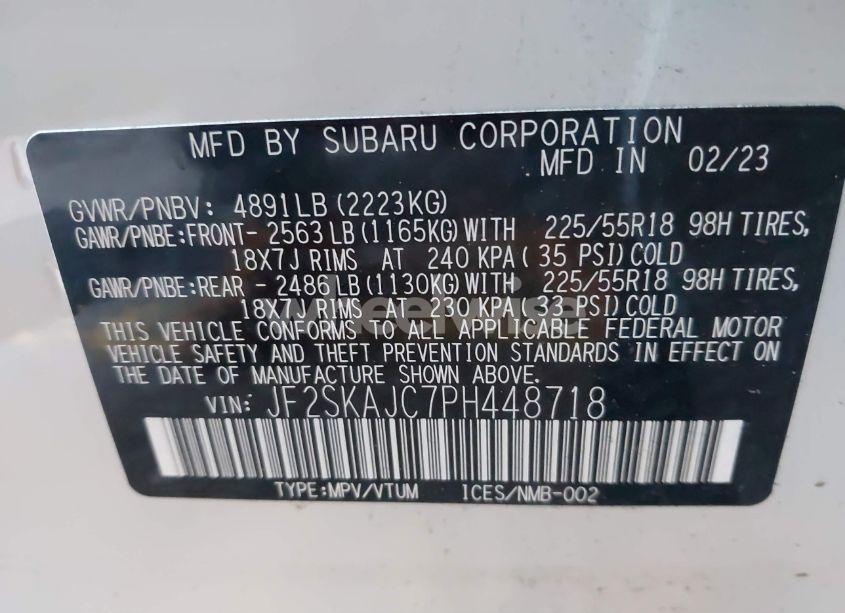 MFD BY SUBARU CORPORATION
MFD IN 02/23
GVWR/PNBV: 4891LB (2223KG)
GAWR/PNBE:FRONT- 2563 LB (1165KG) WITH 225/55R18 98H TIRES,
18X7J RIMS AT 240 KPA ( 35 PSI) COLD
GAWR/PNBE:REAR - 2486 LB (1130KG) WITH 225/55R18 98H TIRES,
18X7J RIMS AT 230 KPA (33 PSI) COLD
THIS VEHICLE CONFORMS TO ALL APPLICABLE FEDERAL MOTOR
VEHICLE SAFETY AND THEFT PREVENTION STANDARDS IN EFFECT ON
THE DATE OF MANUFACTURE SHOWN ABOVE.
VIN: JF2SKAJC7PH448718
TYPE:MPV/VTUM ICES/NMB-002